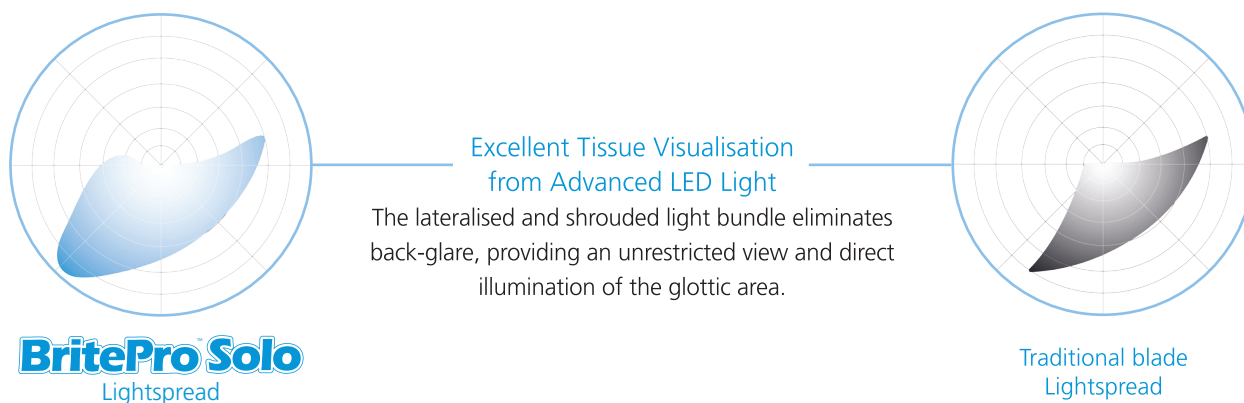 Excellent Tissue Visualisation
from Advanced LED Light
The lateralised and shrouded light bundle eliminates
back-glare, providing an unrestricted view and direct
illumination of the glottic area.
BritePro™ Solo
Lightspread
Traditional blade
Lightspread